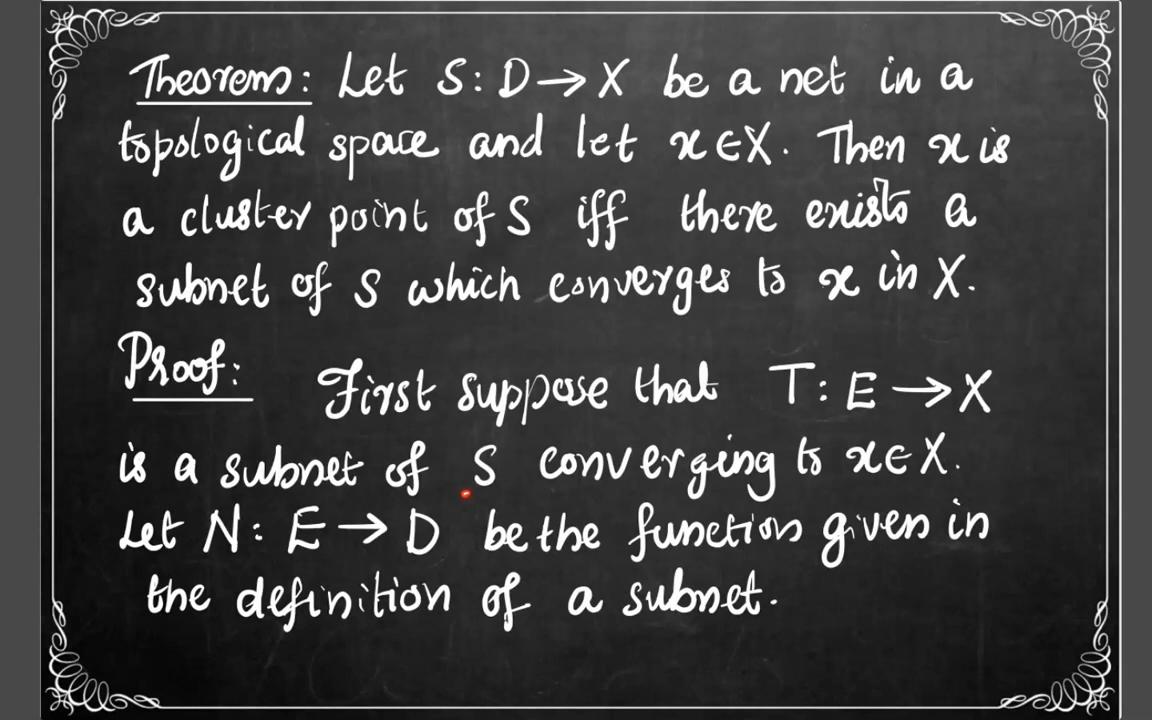 Theorem: Let S: D → X be a net in a
topological space and let x ∈ X. Then x is
a cluster point of S iff there exists a
subnet of S which converges to x in X.
Proof: First suppose that T: E → X
is a subnet of S converging to x ∈ X.
Let N: E → D be the function given in
the definition of a subnet.